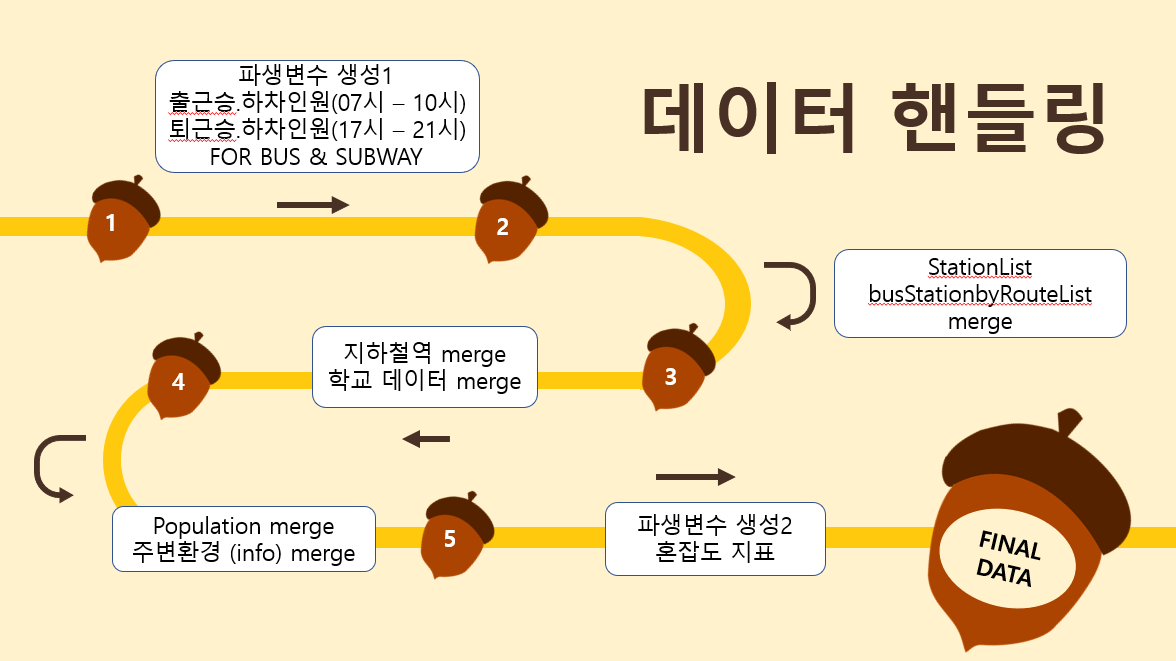 데이터 핸들링
파생변수 생성1
출근승.하차인원(07시 – 10시)
퇴근승.하차인원(17시 – 21시)
FOR BUS & SUBWAY
1
2
StationList
busStationbyRouteList
merge
3
지하철역 merge
학교 데이터 merge
4
Population merge
주변환경 (info) merge
5
파생변수 생성2
혼잡도 지표
FINAL
DATA